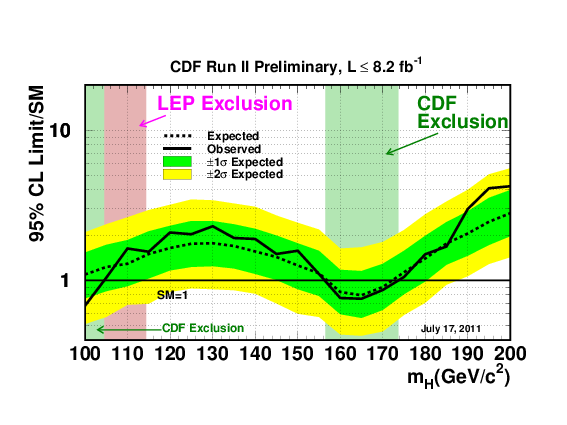 CDF Run II Preliminary, L ≤ 8.2 fb⁻¹
95% CL Limit/SM
10
1
LEP Exclusion
CDF
Exclusion
Expected
Observed
±1σ Expected
±2σ Expected
SM=1
CDF Exclusion
July 17, 2011
100 110 120 130 140 150 160 170 180 190 200
m_H(GeV/c²)